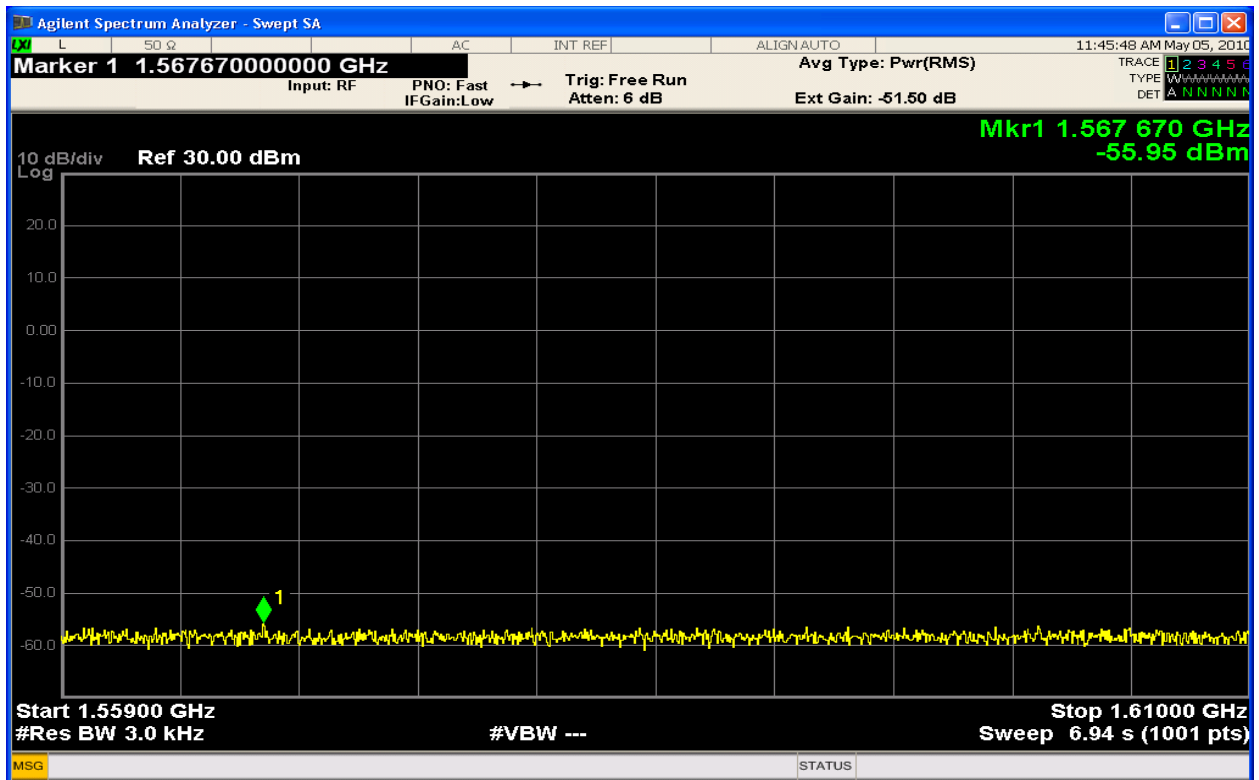 Agilent Spectrum Analyzer - Swept SA
LXI L 50 Ω AC INT REF ALIGN AUTO 11:45:48 AM May 05, 2010
Marker 1 1.567670000000 GHz
Input: RF
PNO: Fast
IFGain:Low
Trig: Free Run
Atten: 6 dB
Avg Type: Pwr(RMS)
Ext Gain: -51.50 dB
TRACE 1 2 3 4 5 6
TYPE
DET A N N N N N
Mkr1 1.567 670 GHz
-55.95 dBm
10 dB/div Ref 30.00 dBm
Log
20.0
10.0
0.00
-10.0
-20.0
-30.0
-40.0
-50.0
1
-60.0
Start 1.55900 GHz Stop 1.61000 GHz
#Res BW 3.0 kHz #VBW --- Sweep 6.94 s (1001 pts)
MSG STATUS